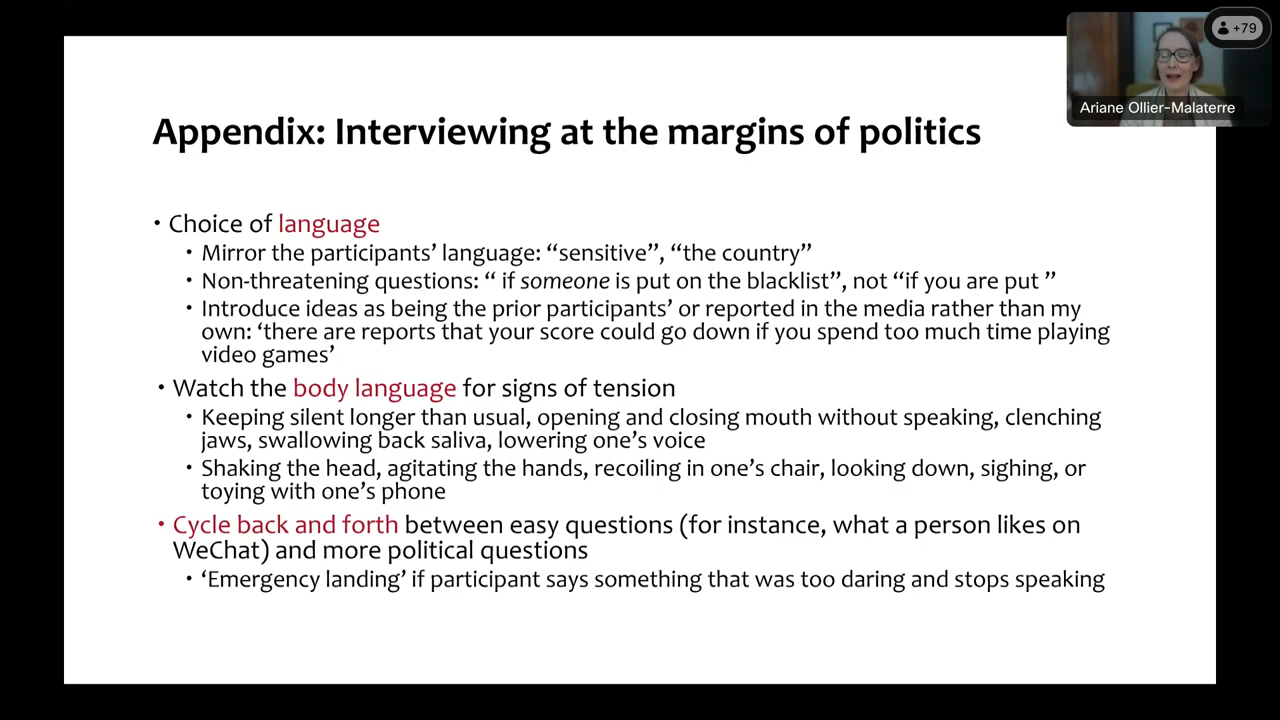 +79
Ariane Ollier-Malaterre
Appendix: Interviewing at the margins of politics
• Choice of language
• Mirror the participants’ language: “sensitive”, “the country”
• Non-threatening questions: “ if someone is put on the blacklist”, not “if you are put ”
• Introduce ideas as being the prior participants’ or reported in the media rather than my
own: ‘there are reports that your score could go down if you spend too much time playing
video games’
• Watch the body language for signs of tension
• Keeping silent longer than usual, opening and closing mouth without speaking, clenching
jaws, swallowing back saliva, lowering one’s voice
• Shaking the head, agitating the hands, recoiling in one’s chair, looking down, sighing, or
toying with one’s phone
• Cycle back and forth between easy questions (for instance, what a person likes on
WeChat) and more political questions
• ‘Emergency landing’ if participant says something that was too daring and stops speaking